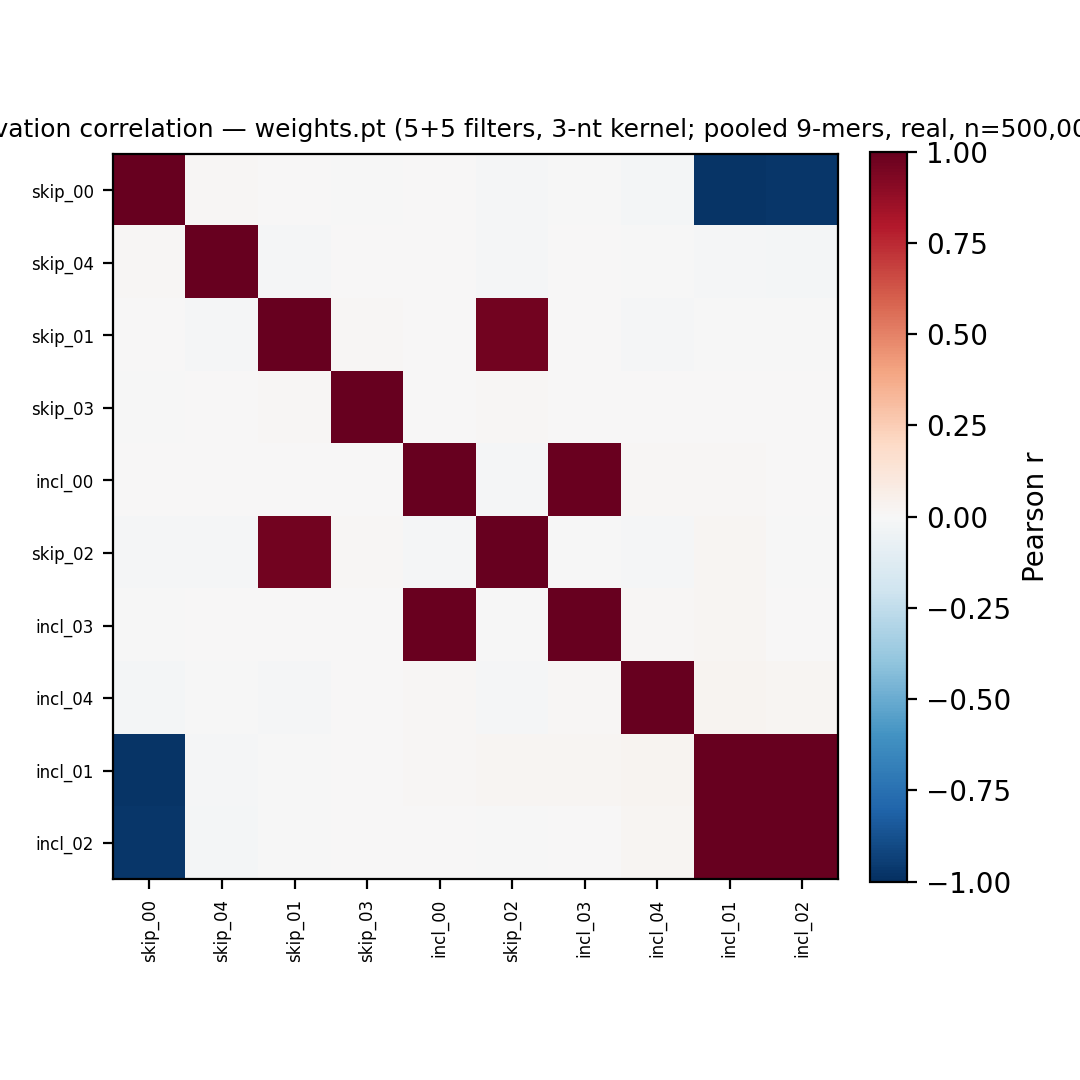 vation correlation — weights.pt (5+5 filters, 3-nt kernel; pooled 9-mers, real, n=500,00
skip_00
skip_04
skip_01
skip_03
incl_00
skip_02
incl_03
incl_04
incl_01
incl_02
skip_00
skip_04
skip_01
skip_03
incl_00
skip_02
incl_03
incl_04
incl_01
incl_02
1.00
0.75
0.50
0.25
0.00
−0.25
−0.50
−0.75
−1.00
Pearson r